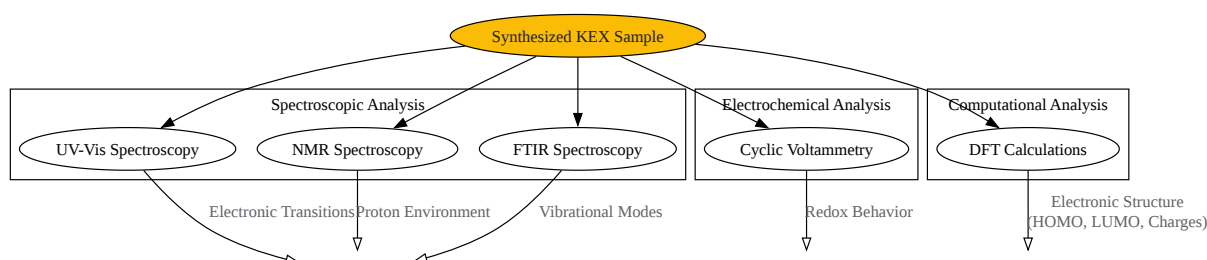 Synthesized KEX Sample
Spectroscopic Analysis
Electrochemical Analysis
Computational Analysis
UV-Vis Spectroscopy
NMR Spectroscopy
FTIR Spectroscopy
Cyclic Voltammetry
DFT Calculations
Electronic Transitions
Proton Environment
Vibrational Modes
Redox Behavior
Electronic Structure
(HOMO, LUMO, Charges)